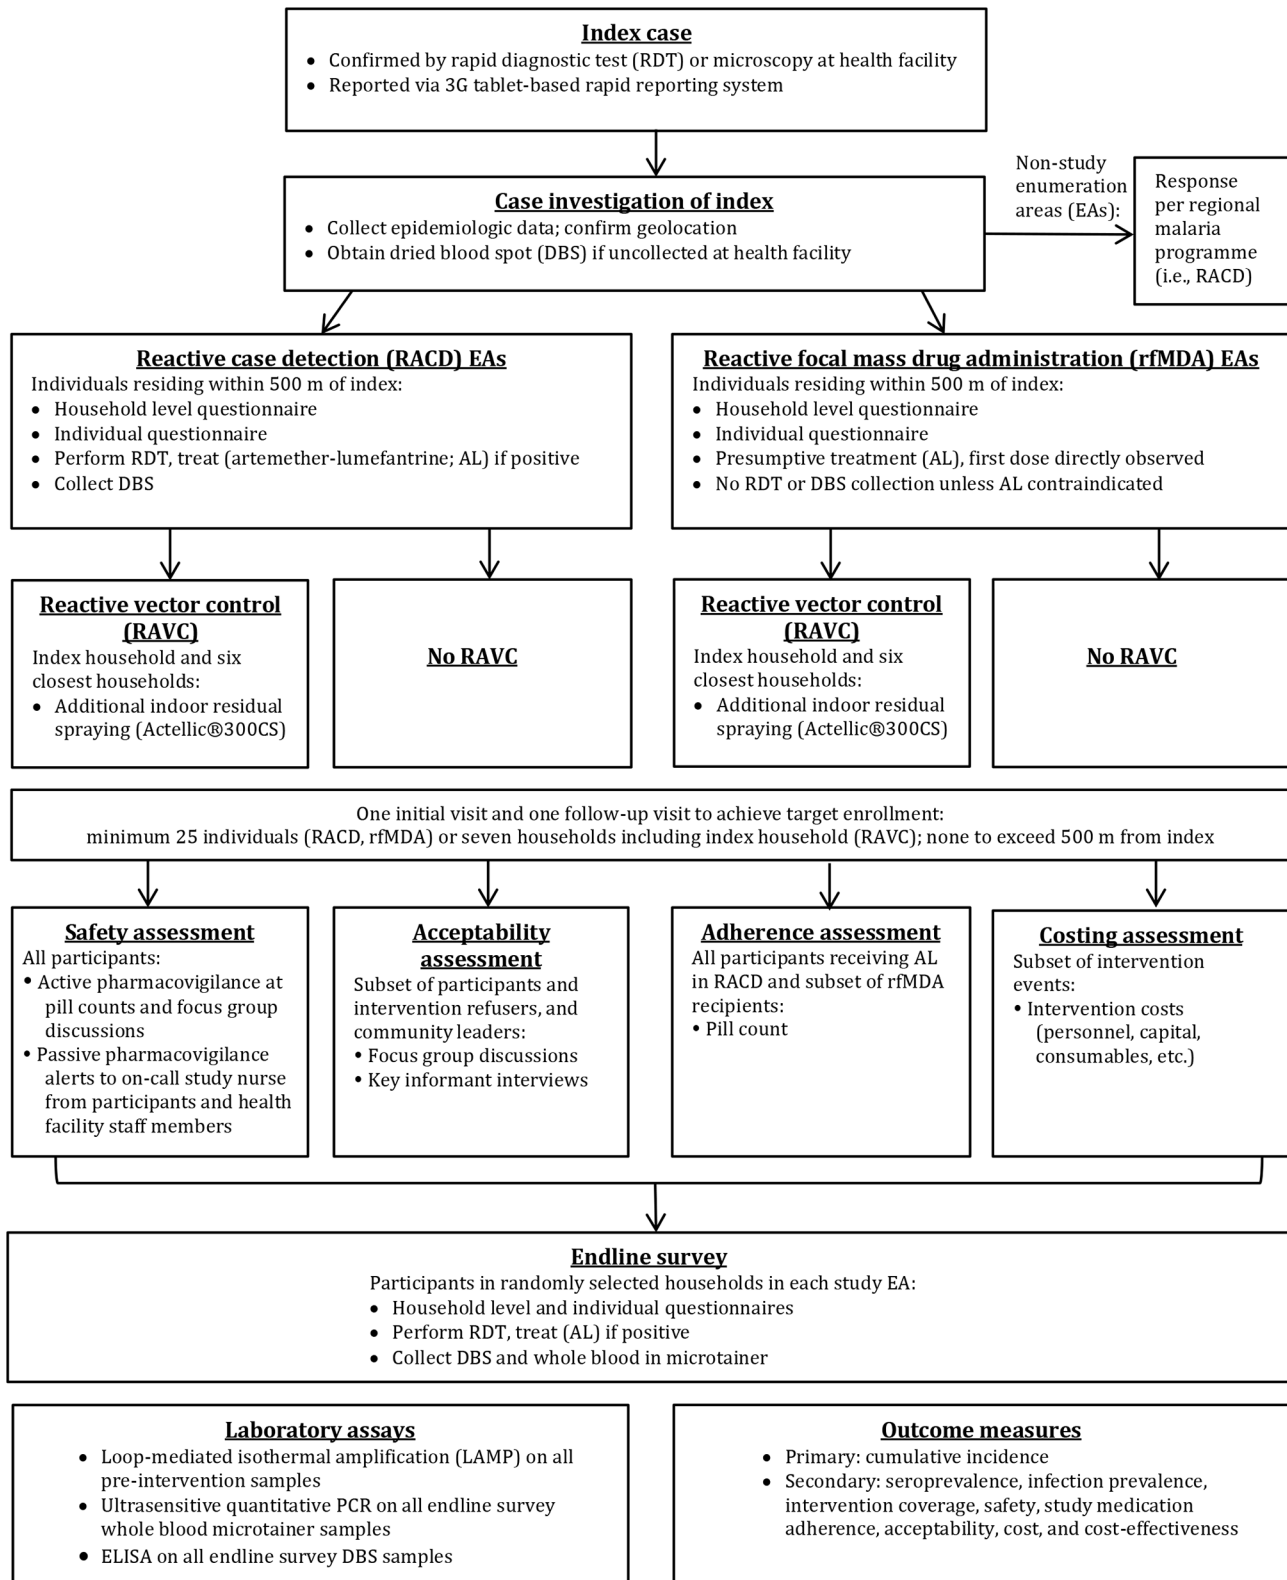 Index case
• Confirmed by rapid diagnostic test (RDT) or microscopy at health facility
• Reported via 3G tablet-based rapid reporting system
Case investigation of index
• Collect epidemiologic data; confirm geolocation
• Obtain dried blood spot (DBS) if uncollected at health facility
Non-study
enumeration
areas (EAs):
Response
per regional
malaria
programme
(i.e., RACD)
Reactive case detection (RACD) EAs
Individuals residing within 500 m of index:
• Household level questionnaire
• Individual questionnaire
• Perform RDT, treat (artemether-lumefantrine; AL) if positive
• Collect DBS
Reactive focal mass drug administration (rfMDA) EAs
Individuals residing within 500 m of index:
• Household level questionnaire
• Individual questionnaire
• Presumptive treatment (AL), first dose directly observed
• No RDT or DBS collection unless AL contraindicated
Reactive vector control
(RAVC)
Index household and six
closest households:
• Additional indoor residual
spraying (Actellic®300CS)
No RAVC
Reactive vector control
(RAVC)
Index household and six
closest households:
• Additional indoor residual
spraying (Actellic®300CS)
No RAVC
One initial visit and one follow-up visit to achieve target enrollment:
minimum 25 individuals (RACD, rfMDA) or seven households including index household (RAVC); none to exceed 500 m from index
Safety assessment
All participants:
• Active pharmacovigilance at
pill counts and focus group
discussions
• Passive pharmacovigilance
alerts to on-call study nurse
from participants and health
facility staff members
Acceptability
assessment
Subset of participants and
intervention refusers, and
community leaders:
• Focus group discussions
• Key informant interviews
Adherence assessment
All participants receiving AL
in RACD and subset of rfMDA
recipients:
• Pill count
Costing assessment
Subset of intervention
events:
• Intervention costs
(personnel, capital,
consumables, etc.)
Endline survey
Participants in randomly selected households in each study EA:
• Household level and individual questionnaires
• Perform RDT, treat (AL) if positive
• Collect DBS and whole blood in microtainer
Laboratory assays
• Loop-mediated isothermal amplification (LAMP) on all
pre-intervention samples
• Ultrasensitive quantitative PCR on all endline survey
whole blood microtainer samples
• ELISA on all endline survey DBS samples
Outcome measures
• Primary: cumulative incidence
• Secondary: seroprevalence, infection prevalence,
intervention coverage, safety, study medication
adherence, acceptability, cost, and cost-effectiveness